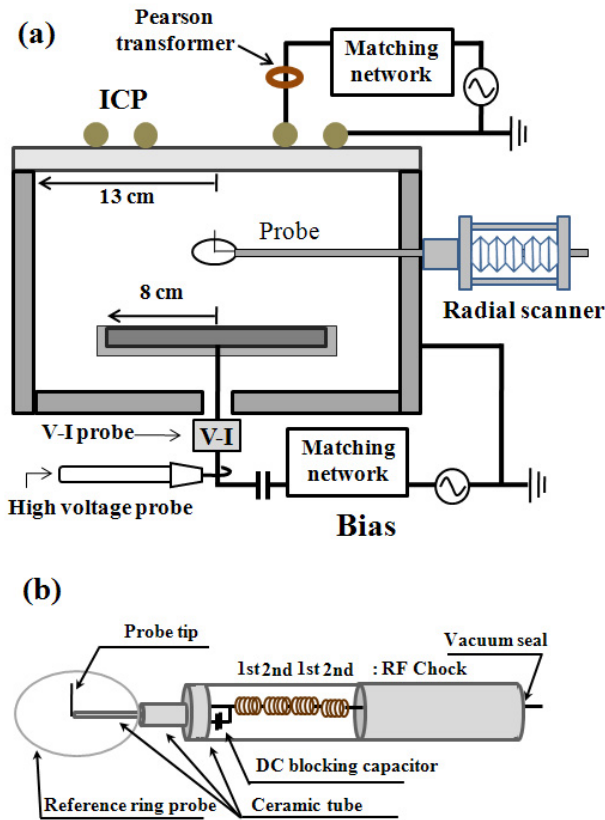 (a)
Pearson
transformer
Matching
network
ICP
13 cm
Probe
8 cm
Radial scanner
V-I probe
V-I
Matching
network
High voltage probe
Bias
(b)
Probe tip
Vacuum seal
1st 2nd 1st 2nd : RF Chock
DC blocking capacitor
Reference ring probe
Ceramic tube